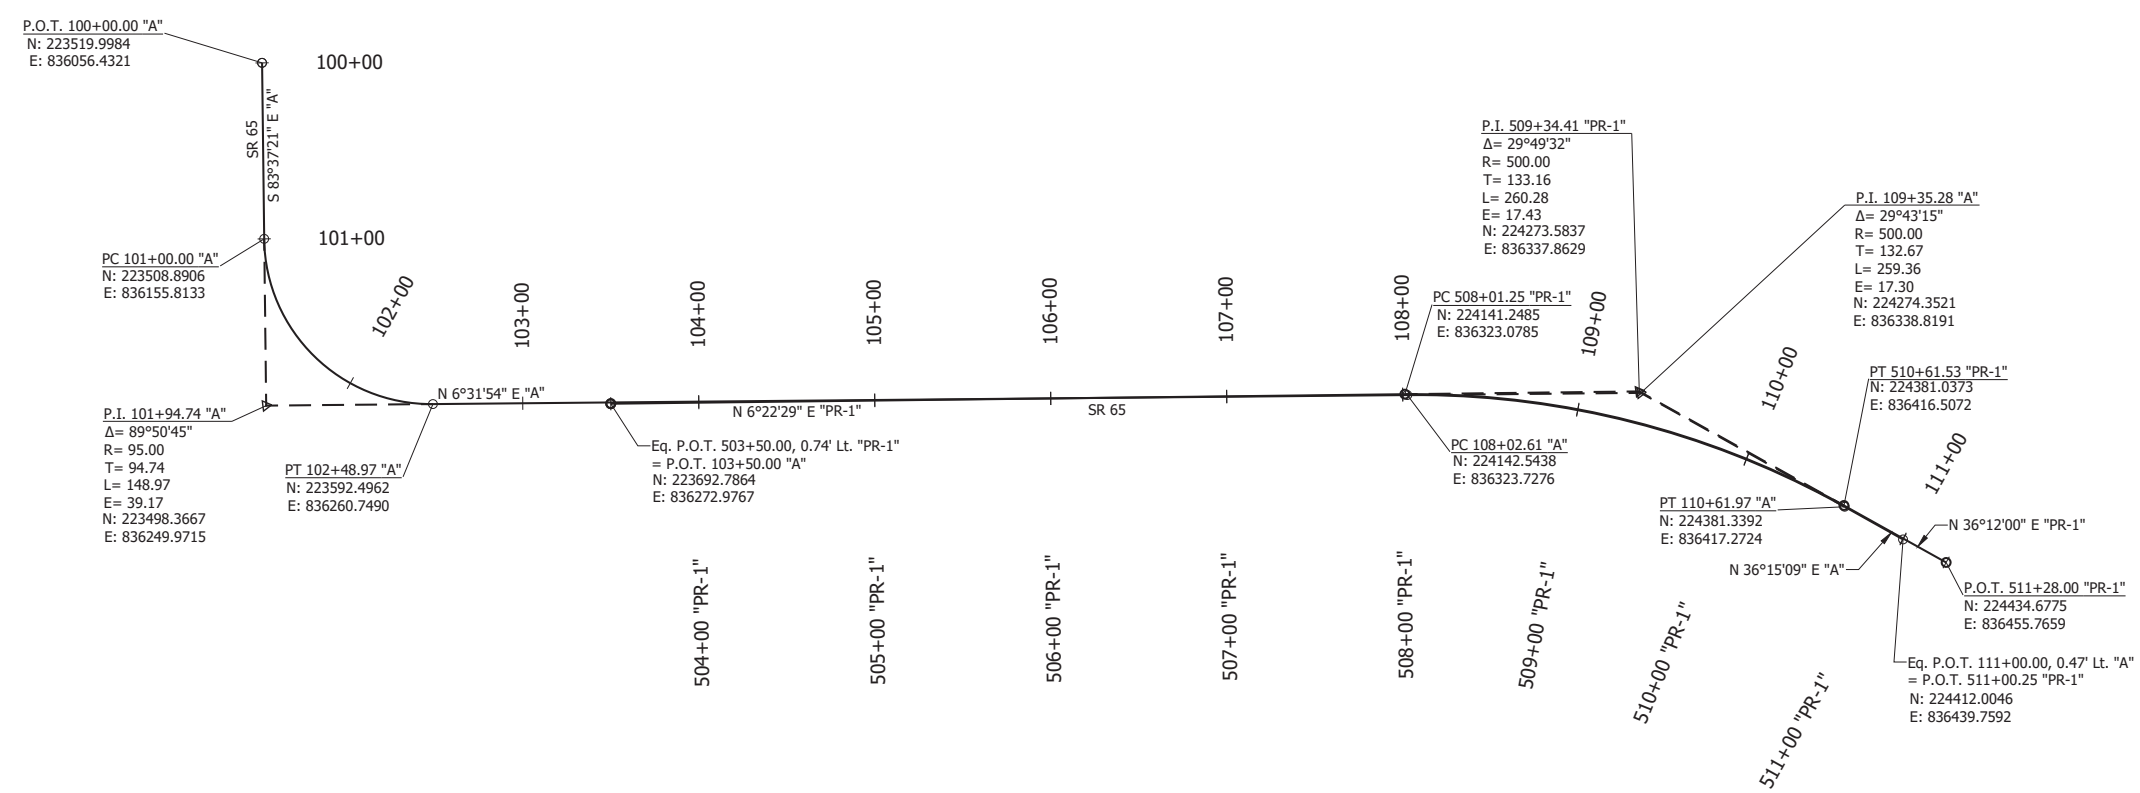 P.O.T. 100+00.00 "A"
N: 223519.9984
E: 836056.4321
100+00
SR 65
S 83°37'21" E "A"
PC 101+00.00 "A"
N: 223508.8906
E: 836155.8133
101+00
102+00
103+00
104+00
105+00
106+00
107+00
108+00
109+00
110+00
111+00
P.I. 101+94.74 "A"
Δ= 89°50'45"
R= 95.00
T= 94.74
L= 148.97
E= 39.17
N: 223498.3667
E: 836249.9715
PT 102+48.97 "A"
N: 223592.4962
E: 836260.7490
N 6°31'54" E "A"
N 6°22'29" E "PR-1"
SR 65
Eq. P.O.T. 503+50.00, 0.74' Lt. "PR-1"
= P.O.T. 103+50.00 "A"
N: 223692.7864
E: 836272.9767
P.I. 509+34.41 "PR-1"
Δ= 29°49'32"
R= 500.00
T= 133.16
L= 260.28
E= 17.43
N: 224273.5837
E: 836337.8629
P.I. 109+35.28 "A"
Δ= 29°43'15"
R= 500.00
T= 132.67
L= 259.36
E= 17.30
N: 224274.3521
E: 836338.8191
PC 508+01.25 "PR-1"
N: 224141.2485
E: 836323.0785
PC 108+02.61 "A"
N: 224142.5438
E: 836323.7276
PT 510+61.53 "PR-1"
N: 224381.0373
E: 836416.5072
PT 110+61.97 "A"
N: 224381.3392
E: 836417.2724
N 36°12'00" E "PR-1"
N 36°15'09" E "A"
P.O.T. 511+28.00 "PR-1"
N: 224434.6775
E: 836455.7659
Eq. P.O.T. 111+00.00, 0.47' Lt. "A"
= P.O.T. 511+00.25 "PR-1"
N: 224412.0046
E: 836439.7592
504+00 "PR-1"
505+00 "PR-1"
506+00 "PR-1"
507+00 "PR-1"
508+00 "PR-1"
509+00 "PR-1"
510+00 "PR-1"
511+00 "PR-1"